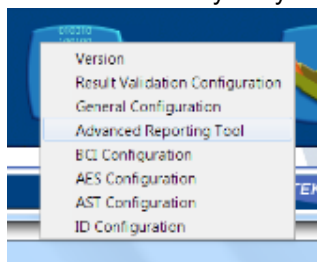 Version
Result Validation Configuration
General Configuration
Advanced Reporting Tool
BCI Configuration
AES Configuration
AST Configuration
ID Configuration